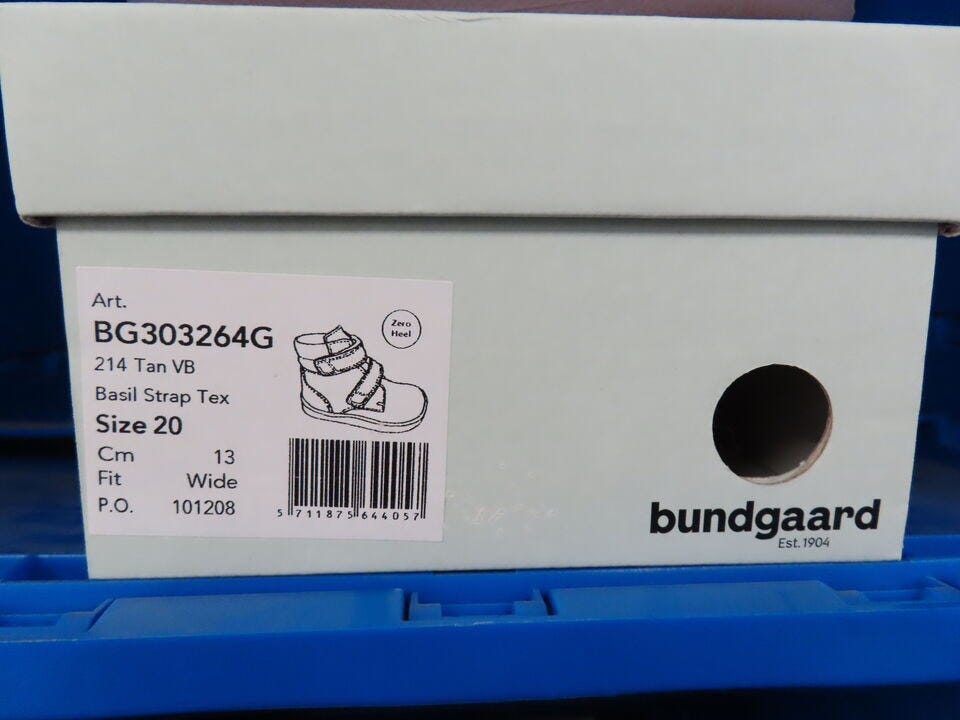 Art.
BG303264G
214 Tan VB
Basil Strap Tex
Size 20
Cm 13
Fit Wide
P.O. 101208
Zero
Heel
5 711875 644057
bundgaard
Est. 1904